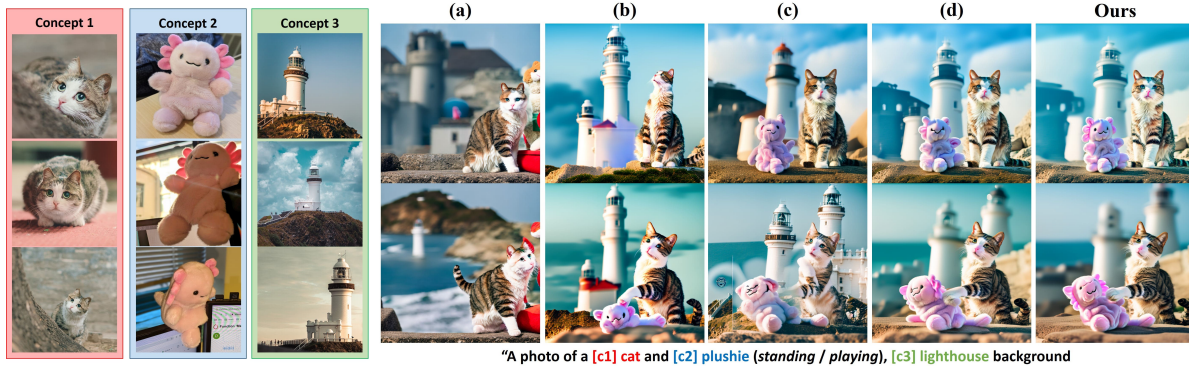 Concept 1
Concept 2
Concept 3
(a)
(b)
(c)
(d)
Ours
“A photo of a [c1] cat and [c2] plushie (standing / playing), [c3] lighthouse background